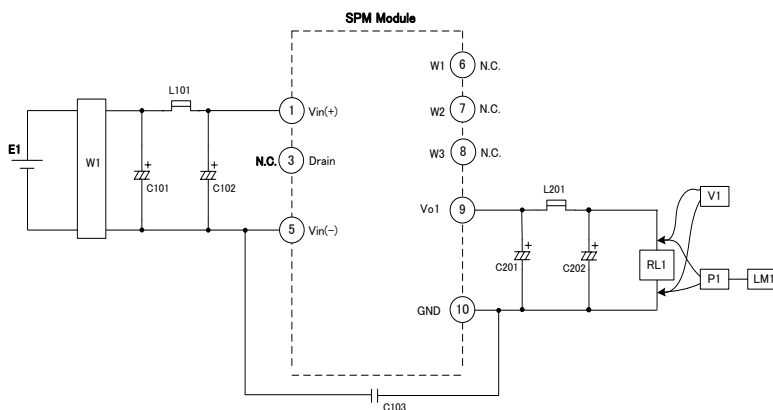 SPM Module
W1 6 N.C.
L101
1 Vin(+)
W2 7 N.C.
E1
W1
C101
C102
N.C. 3 Drain
W3 8 N.C.
L201
Vo1 9
V1
5 Vin(-)
C201
C202
RL1
P1
LM1
GND 10
C103